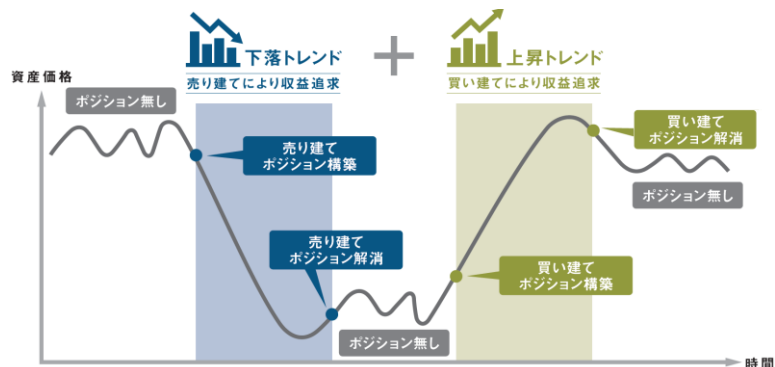 下落トレンド
売り建てにより収益追求
+
上昇トレンド
買い建てにより収益追求
資産価格
ポジション無し
売り建て
ポジション構築
売り建て
ポジション解消
ポジション無し
買い建て
ポジション構築
買い建て
ポジション解消
ポジション無し
時間